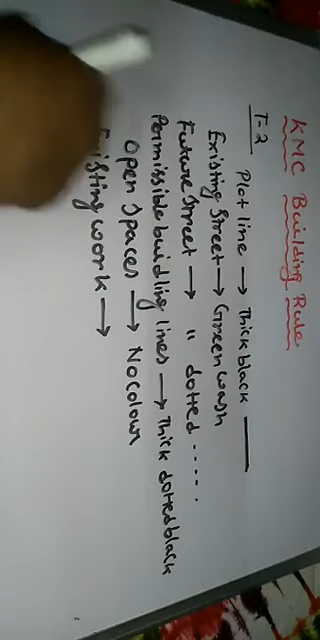 KMC Building Rule
T-2
Plot line → Thick black ——
Existing Street → Green wash
Future Street → " dotted .....
Permissible buidling lines → Thick dotted black
Open Spaces → No colour
Existing work →